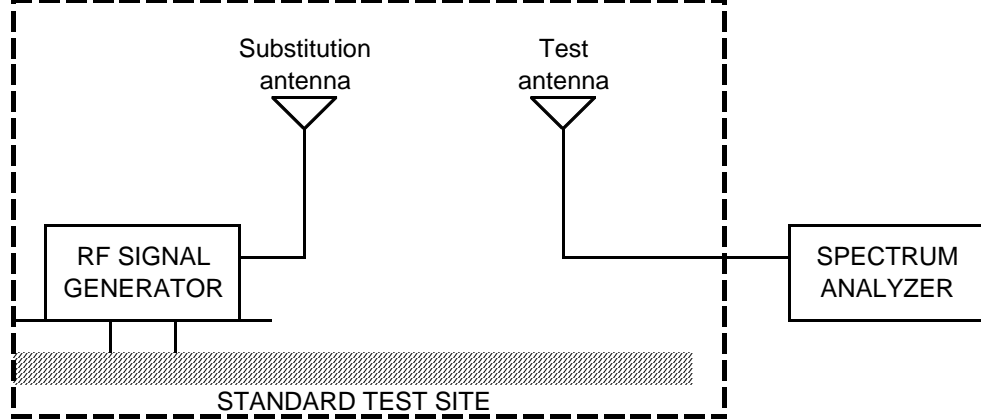 Substitution
antenna
Test
antenna
RF SIGNAL
GENERATOR
SPECTRUM
ANALYZER
STANDARD TEST SITE